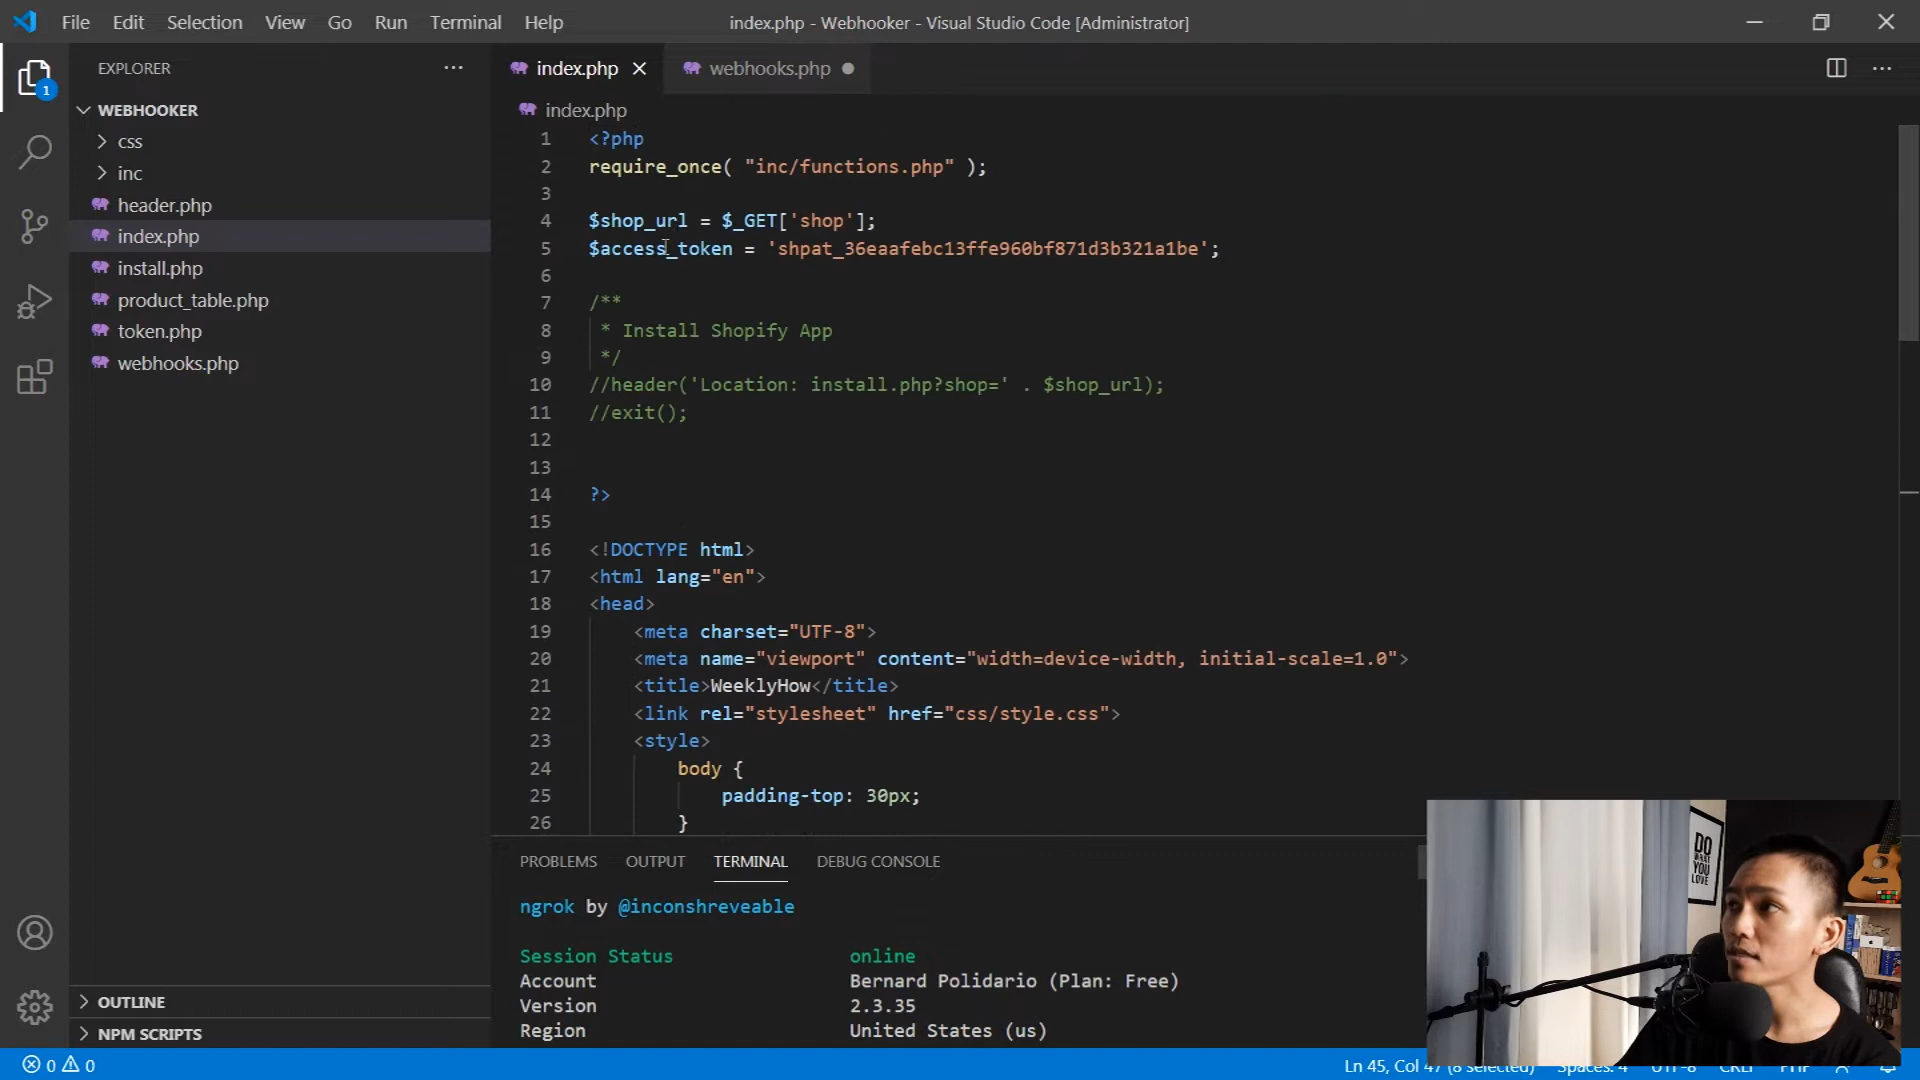 File Edit Selection View Go Run Terminal Help
index.php - Webhooker - Visual Studio Code [Administrator]
EXPLORER
1
WEBHOOKER
css
inc
header.php
index.php
install.php
product_table.php
token.php
webhooks.php
OUTLINE
NPM SCRIPTS
index.php
webhooks.php
index.php
1 <?php
2 require_once( "inc/functions.php" );
3
4 $shop_url = $_GET['shop'];
5 $access_token = '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';
6
7 /**
8 * Install Shopify App
9 */
10 //header('Location: install.php?shop=' . $shop_url);
11 //exit();
12
13
14 ?>
15
16 <!DOCTYPE html>
17 <html lang="en">
18 <head>
19 <meta charset="UTF-8">
20 <meta name="viewport" content="width=device-width, initial-scale=1.0">
21 <title>WeeklyHow</title>
22 <link rel="stylesheet" href="css/style.css">
23 <style>
24 body {
25 padding-top: 30px;
26 }
PROBLEMS OUTPUT TERMINAL DEBUG CONSOLE
ngrok by @inconshreveable
Session Status online
Account Bernard Polidario (Plan: Free)
Version 2.3.35
Region United States (us)
DO
WHAT
YOU
LOVE
0 0
Ln 45, Col 47 (8 selected) Spaces: 4 UTF-8 CRLF PHP